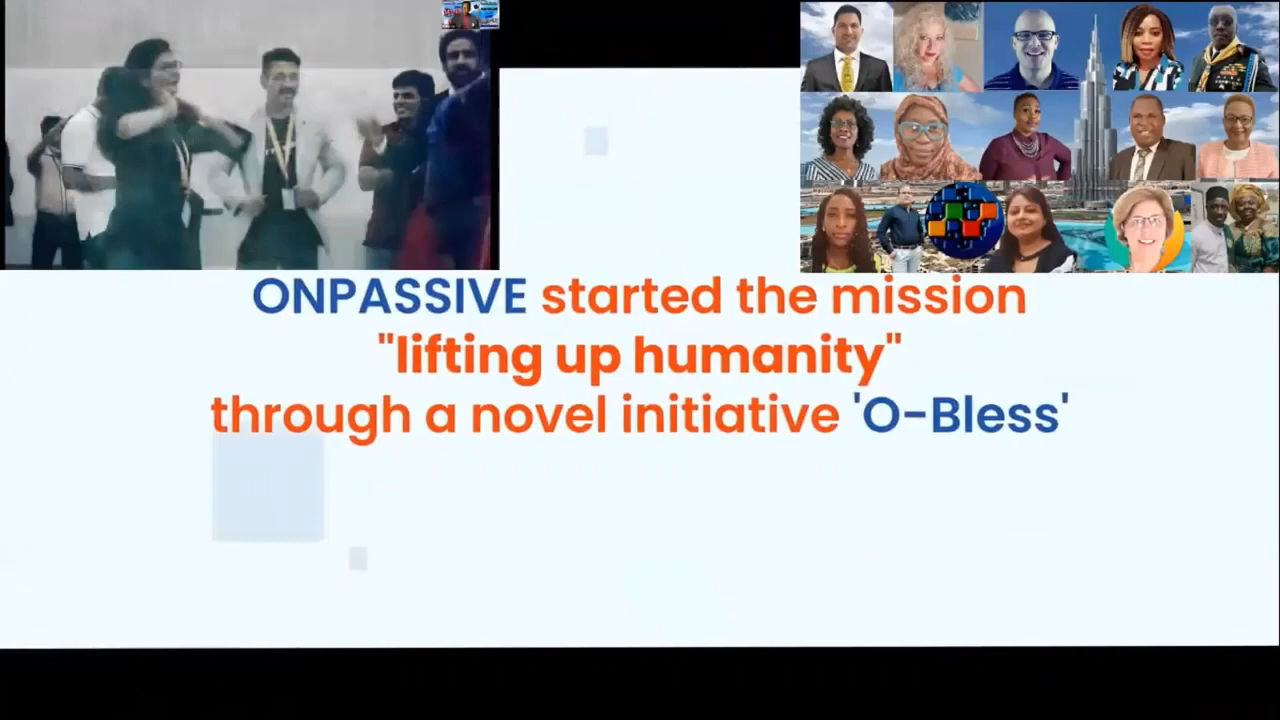 ONPASSIVE started the mission
"lifting up humanity"
through a novel initiative 'O-Bless'